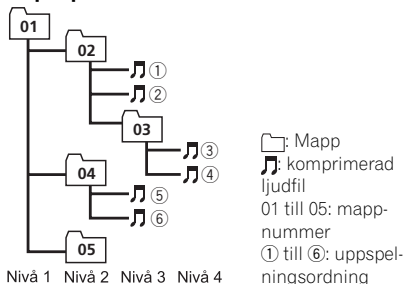 01
02
①
②
03
③
④
04
⑤
⑥
05
Nivå 1 Nivå 2 Nivå 3 Nivå 4
: Mapp
: komprimerad
ljudfil
01 till 05: mapp-
nummer
① till ⑥: uppspel-
ningsordning